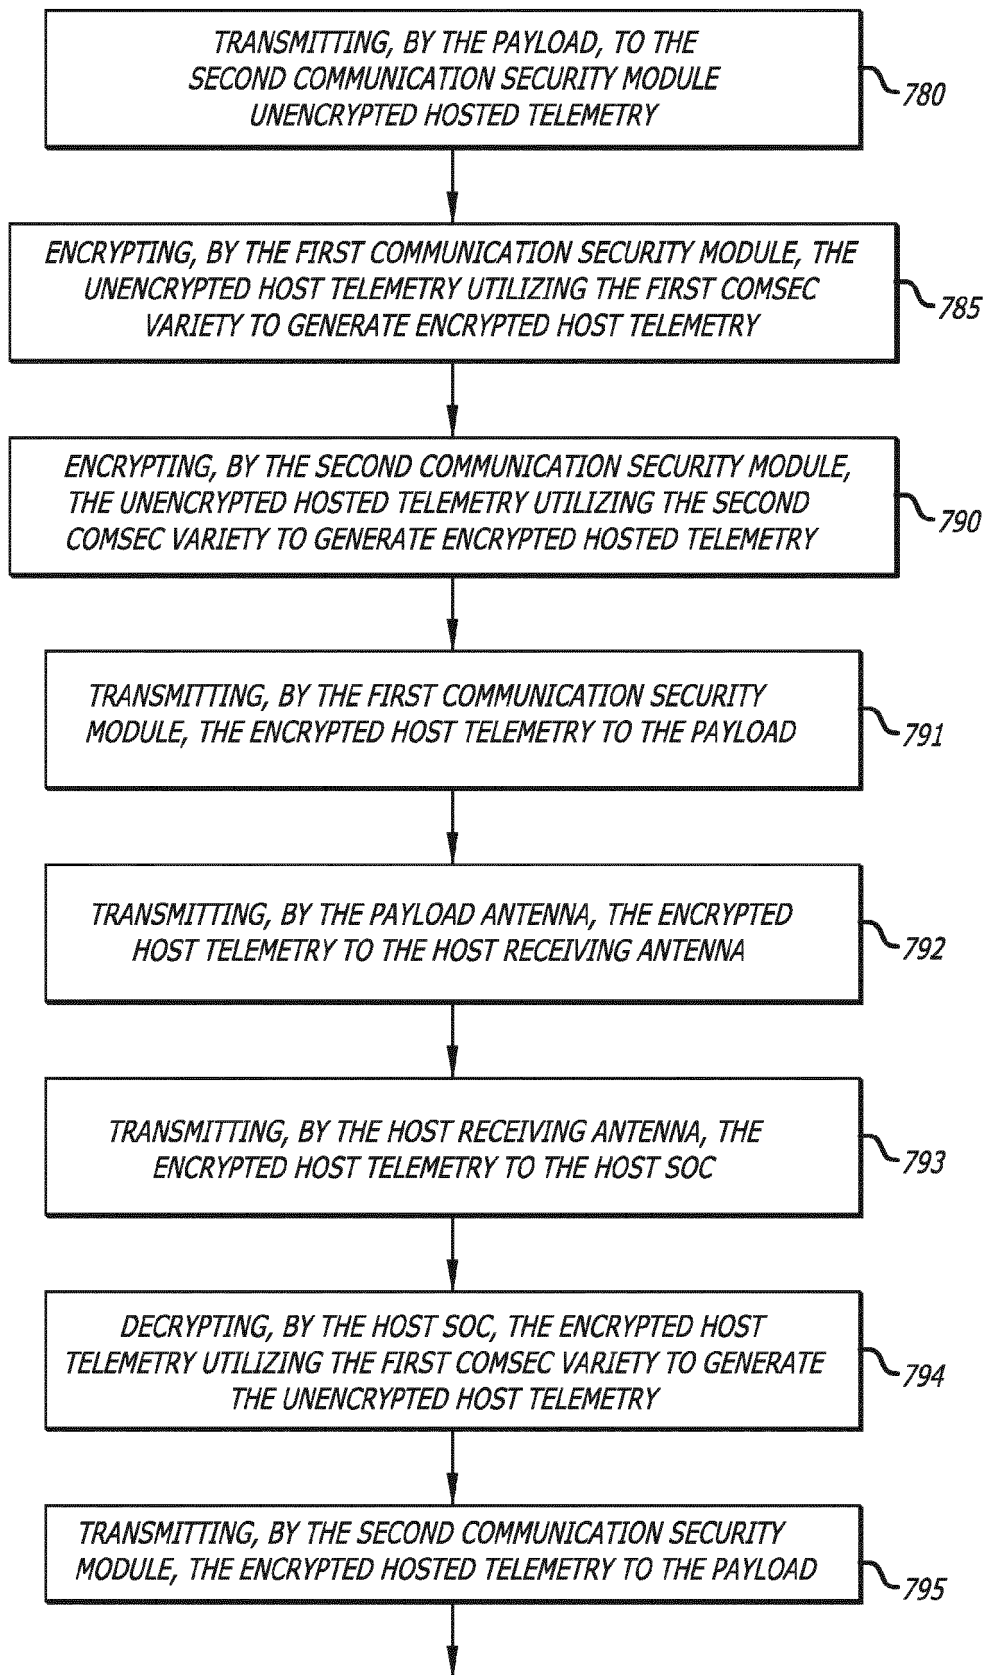 TRANSMITTING, BY THE PAYLOAD, TO THE
SECOND COMMUNICATION SECURITY MODULE
UNENCRYPTED HOSTED TELEMETRY
780
ENCRYPTING, BY THE FIRST COMMUNICATION SECURITY MODULE, THE
UNENCRYPTED HOST TELEMETRY UTILIZING THE FIRST COMSEC
VARIETY TO GENERATE ENCRYPTED HOST TELEMETRY
785
ENCRYPTING, BY THE SECOND COMMUNICATION SECURITY MODULE,
THE UNENCRYPTED HOSTED TELEMETRY UTILIZING THE SECOND
COMSEC VARIETY TO GENERATE ENCRYPTED HOSTED TELEMETRY
790
TRANSMITTING, BY THE FIRST COMMUNICATION SECURITY
MODULE, THE ENCRYPTED HOST TELEMETRY TO THE PAYLOAD
791
TRANSMITTING, BY THE PAYLOAD ANTENNA, THE ENCRYPTED
HOST TELEMETRY TO THE HOST RECEIVING ANTENNA
792
TRANSMITTING, BY THE HOST RECEIVING ANTENNA, THE
ENCRYPTED HOST TELEMETRY TO THE HOST SOC
793
DECRYPTING, BY THE HOST SOC, THE ENCRYPTED HOST
TELEMETRY UTILIZING THE FIRST COMSEC VARIETY TO GENERATE
THE UNENCRYPTED HOST TELEMETRY
794
TRANSMITTING, BY THE SECOND COMMUNICATION SECURITY
MODULE, THE ENCRYPTED HOSTED TELEMETRY TO THE PAYLOAD
795